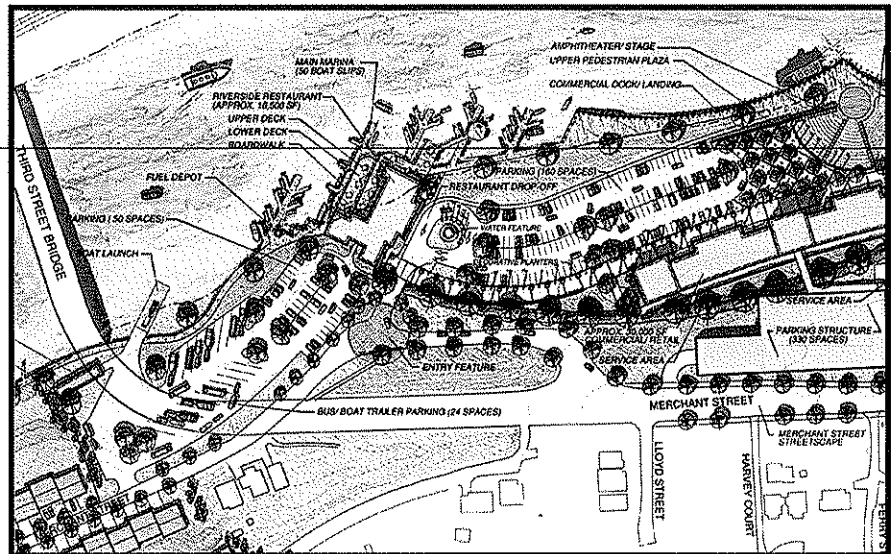 MAIN MARINA
(50 BOAT SLIPS)
RIVERSIDE RESTAURANT
(APPROX. 10,500 SF)
UPPER DECK
LOWER DECK
BOARDWALK
FUEL DEPOT
PARKING (50 SPACES)
BOAT LAUNCH
THIRD STREET BRIDGE
AMPHITHEATER/ STAGE
UPPER PEDESTRIAN PLAZA
COMMERCIAL DOCK/ LANDING
PARKING (160 SPACES)
RESTAURANT DROP-OFF
WATER FEATURE
DECORATIVE PLANTERS
SERVICE AREA
PARKING STRUCTURE
(330 SPACES)
COMMERCIAL/ RETAIL
SERVICE AREA
ENTRY FEATURE
BUS/ BOAT TRAILER PARKING (24 SPACES)
MERCHANT STREET
MERCHANT STREET
STREETSCAPE
LLOYD STREET
HARVEY COURT
STREET